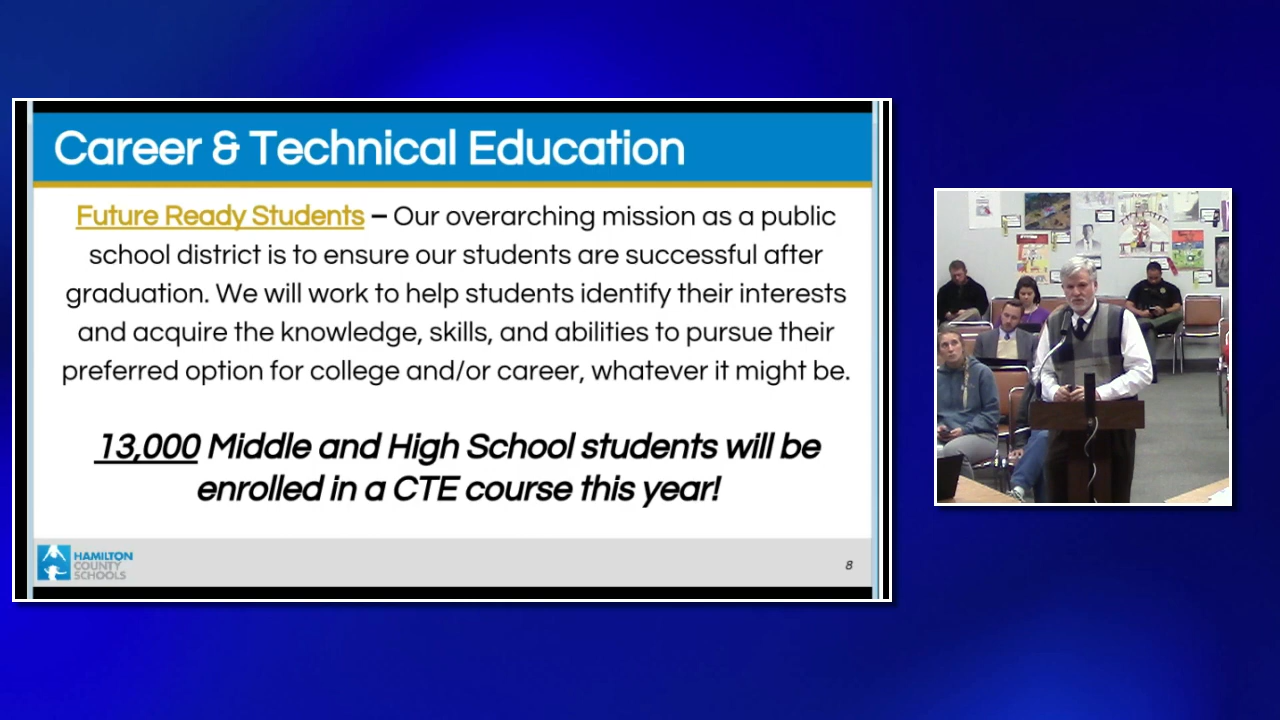 Career & Technical Education
Future Ready Students – Our overarching mission as a public
school district is to ensure our students are successful after
graduation. We will work to help students identify their interests
and acquire the knowledge, skills, and abilities to pursue their
preferred option for college and/or career, whatever it might be.
13,000 Middle and High School students will be
enrolled in a CTE course this year!
HAMILTON
COUNTY
SCHOOLS
8